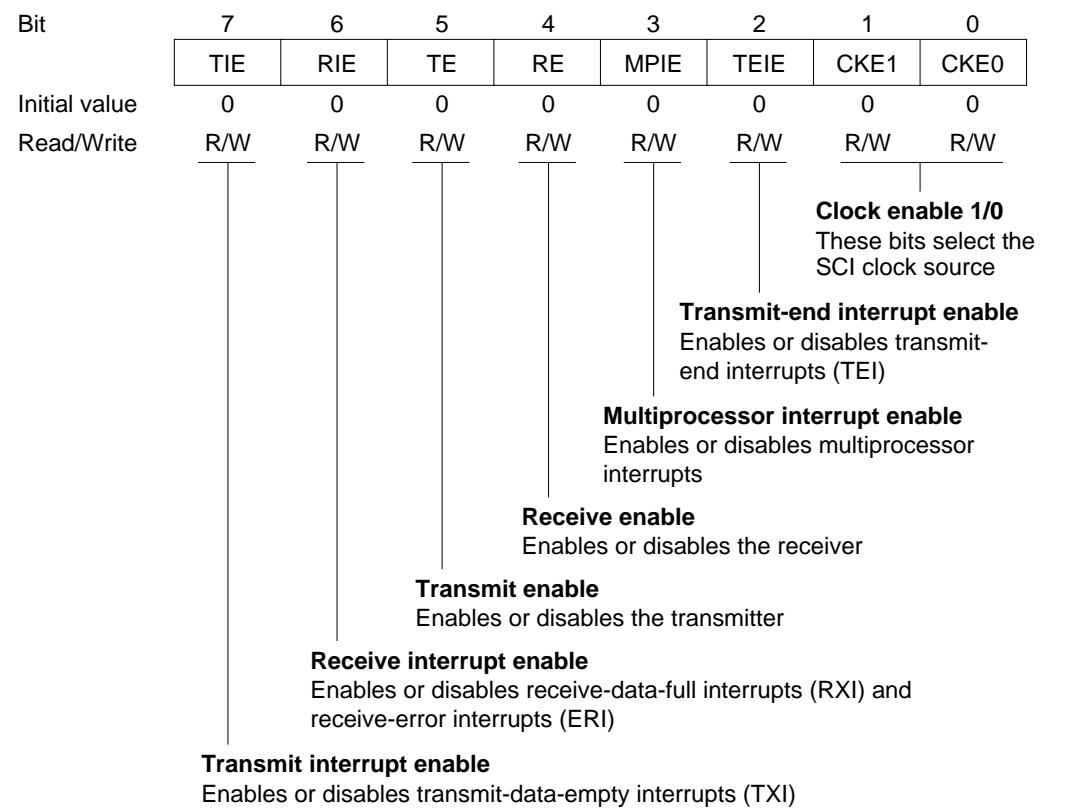 Bit 7 6 5 4 3 2 1 0
TIE RIE TE RE MPIE TEIE CKE1 CKE0
Initial value 0 0 0 0 0 0 0 0
Read/Write R/W R/W R/W R/W R/W R/W R/W R/W
Clock enable 1/0
These bits select the
SCI clock source
Transmit-end interrupt enable
Enables or disables transmit-
end interrupts (TEI)
Multiprocessor interrupt enable
Enables or disables multiprocessor
interrupts
Receive enable
Enables or disables the receiver
Transmit enable
Enables or disables the transmitter
Receive interrupt enable
Enables or disables receive-data-full interrupts (RXI) and
receive-error interrupts (ERI)
Transmit interrupt enable
Enables or disables transmit-data-empty interrupts (TXI)